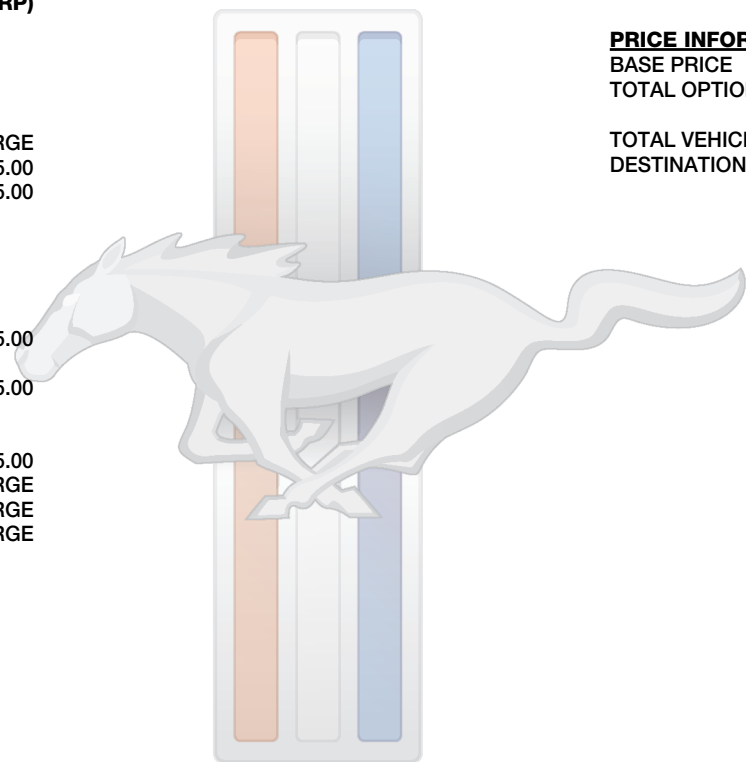 RP)
RGE
5.00
5.00
5.00
5.00
5.00
RGE
RGE
RGE
PRICE INFOR
BASE PRICE
TOTAL OPTIO
TOTAL VEHICL
DESTINATION